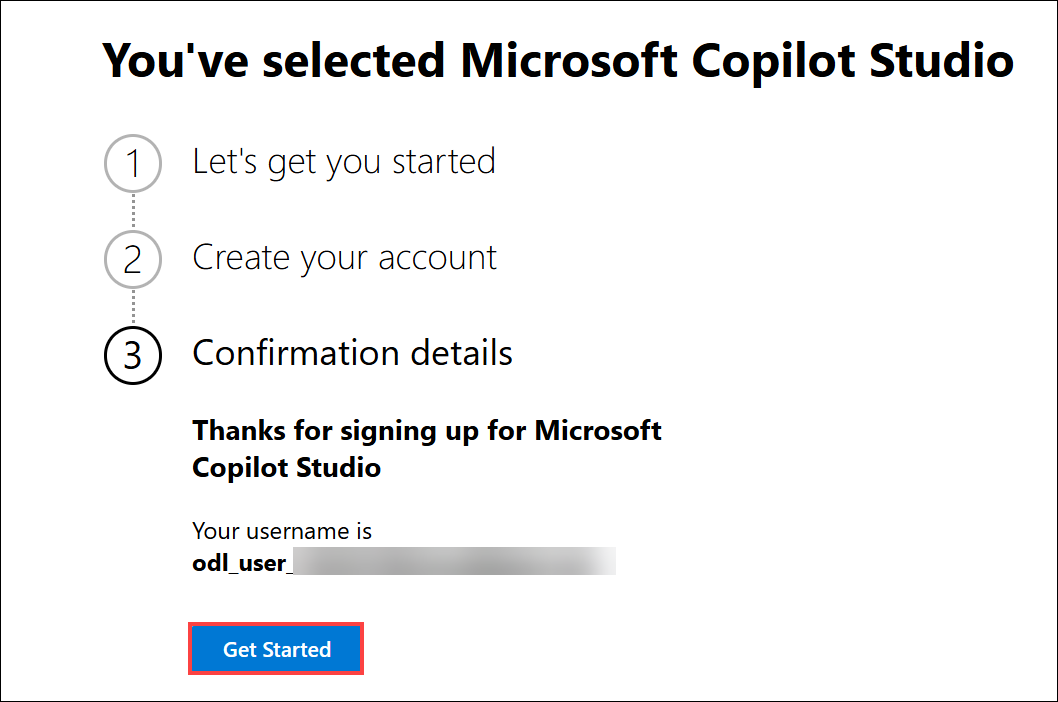 You've selected Microsoft Copilot Studio
1 Let's get you started
2 Create your account
3 Confirmation details
Thanks for signing up for Microsoft
Copilot Studio
Your username is
odl_user_
Get Started